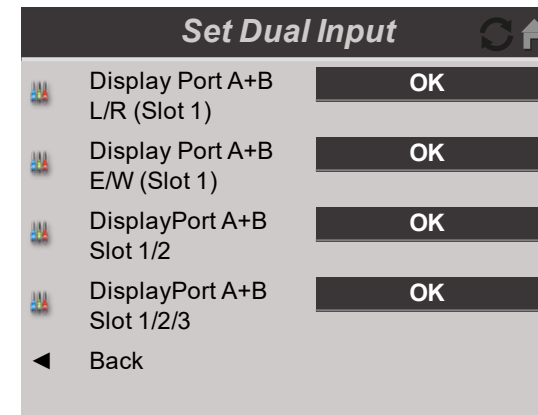 Set Dual Input
Display Port A+B OK
L/R (Slot 1)
Display Port A+B OK
E/W (Slot 1)
DisplayPort A+B OK
Slot 1/2
DisplayPort A+B OK
Slot 1/2/3
Back